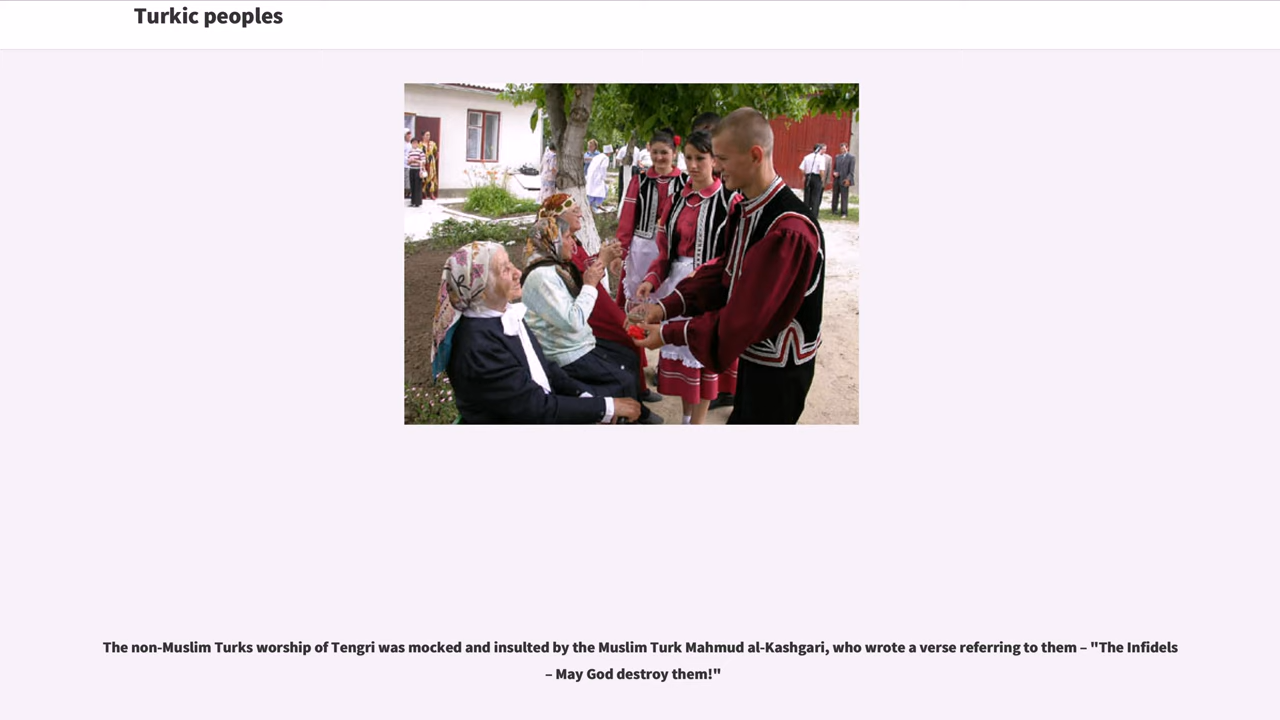 Turkic peoples
The non-Muslim Turks worship of Tengri was mocked and insulted by the Muslim Turk Mahmud al-Kashgari, who wrote a verse referring to them – "The Infidels
– May God destroy them!"